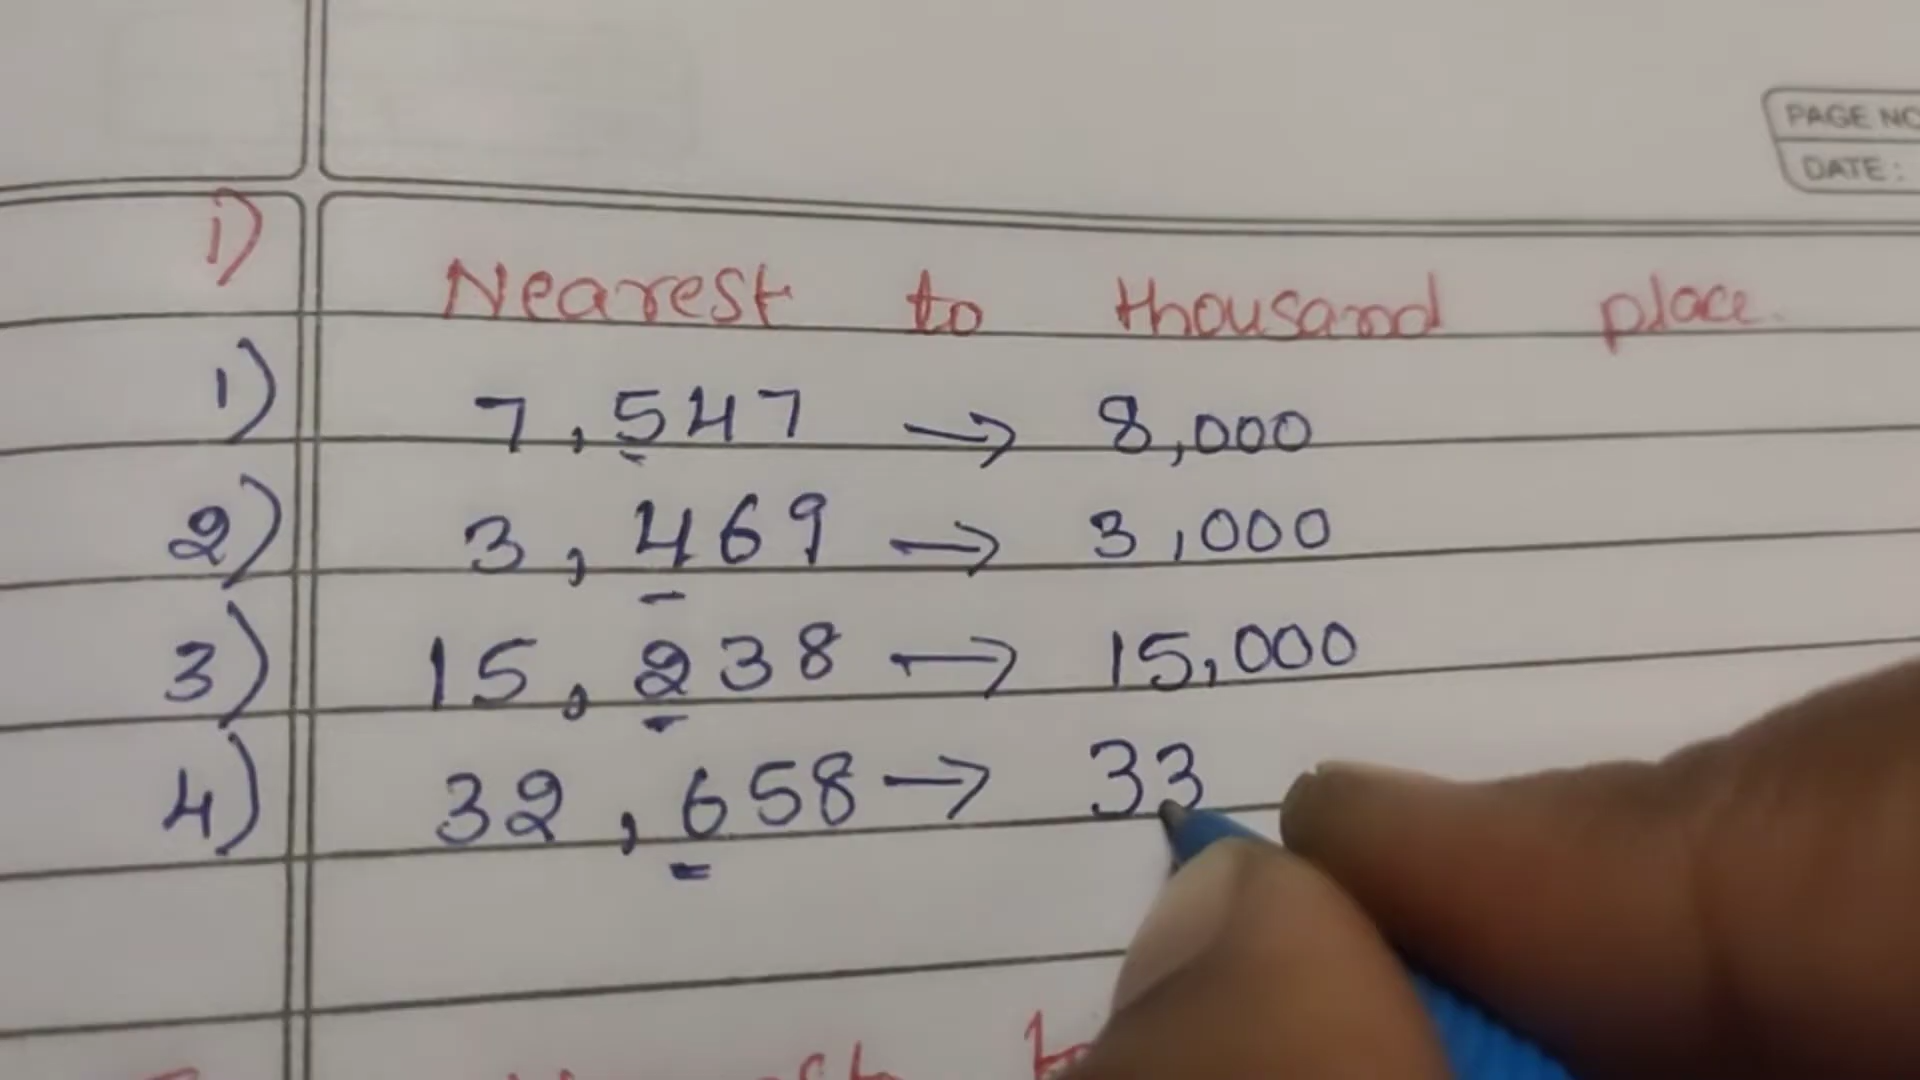 PAGE NO
DATE:
i) Nearest to thousand place.
1) 7,547 → 8,000
2) 3,469 → 3,000
3) 15,238 → 15,000
4) 32,658 → 33